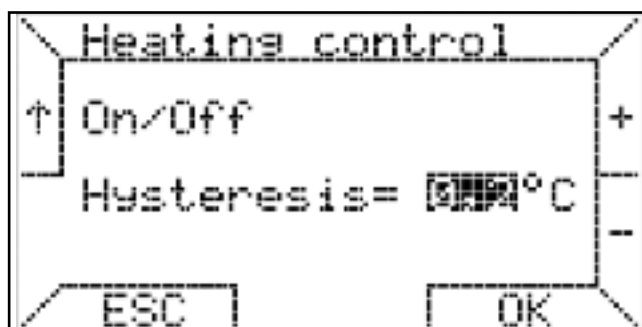 Heating control
↑ On/Off +
Hysteresis= °C
-
ESC OK